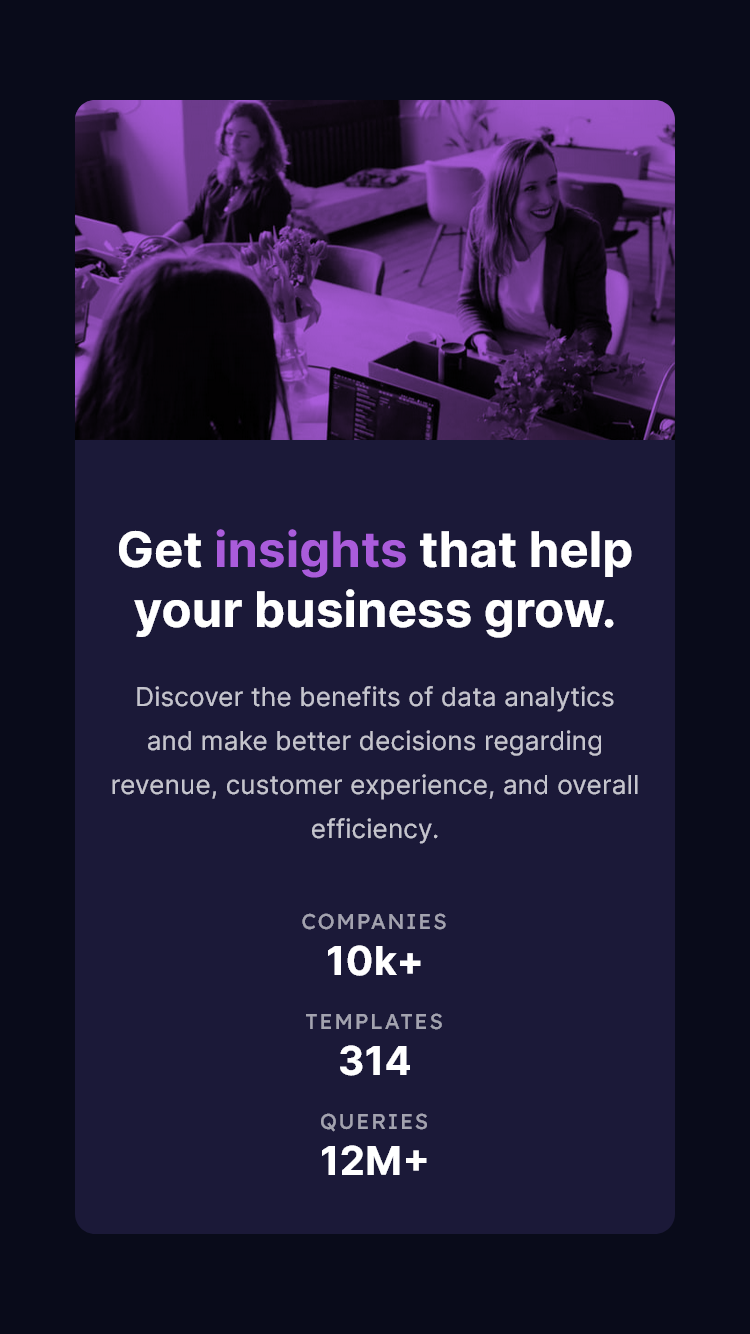 Get insights that help
your business grow.
Discover the benefits of data analytics
and make better decisions regarding
revenue, customer experience, and overall
efficiency.
COMPANIES
10k+
TEMPLATES
314
QUERIES
12M+